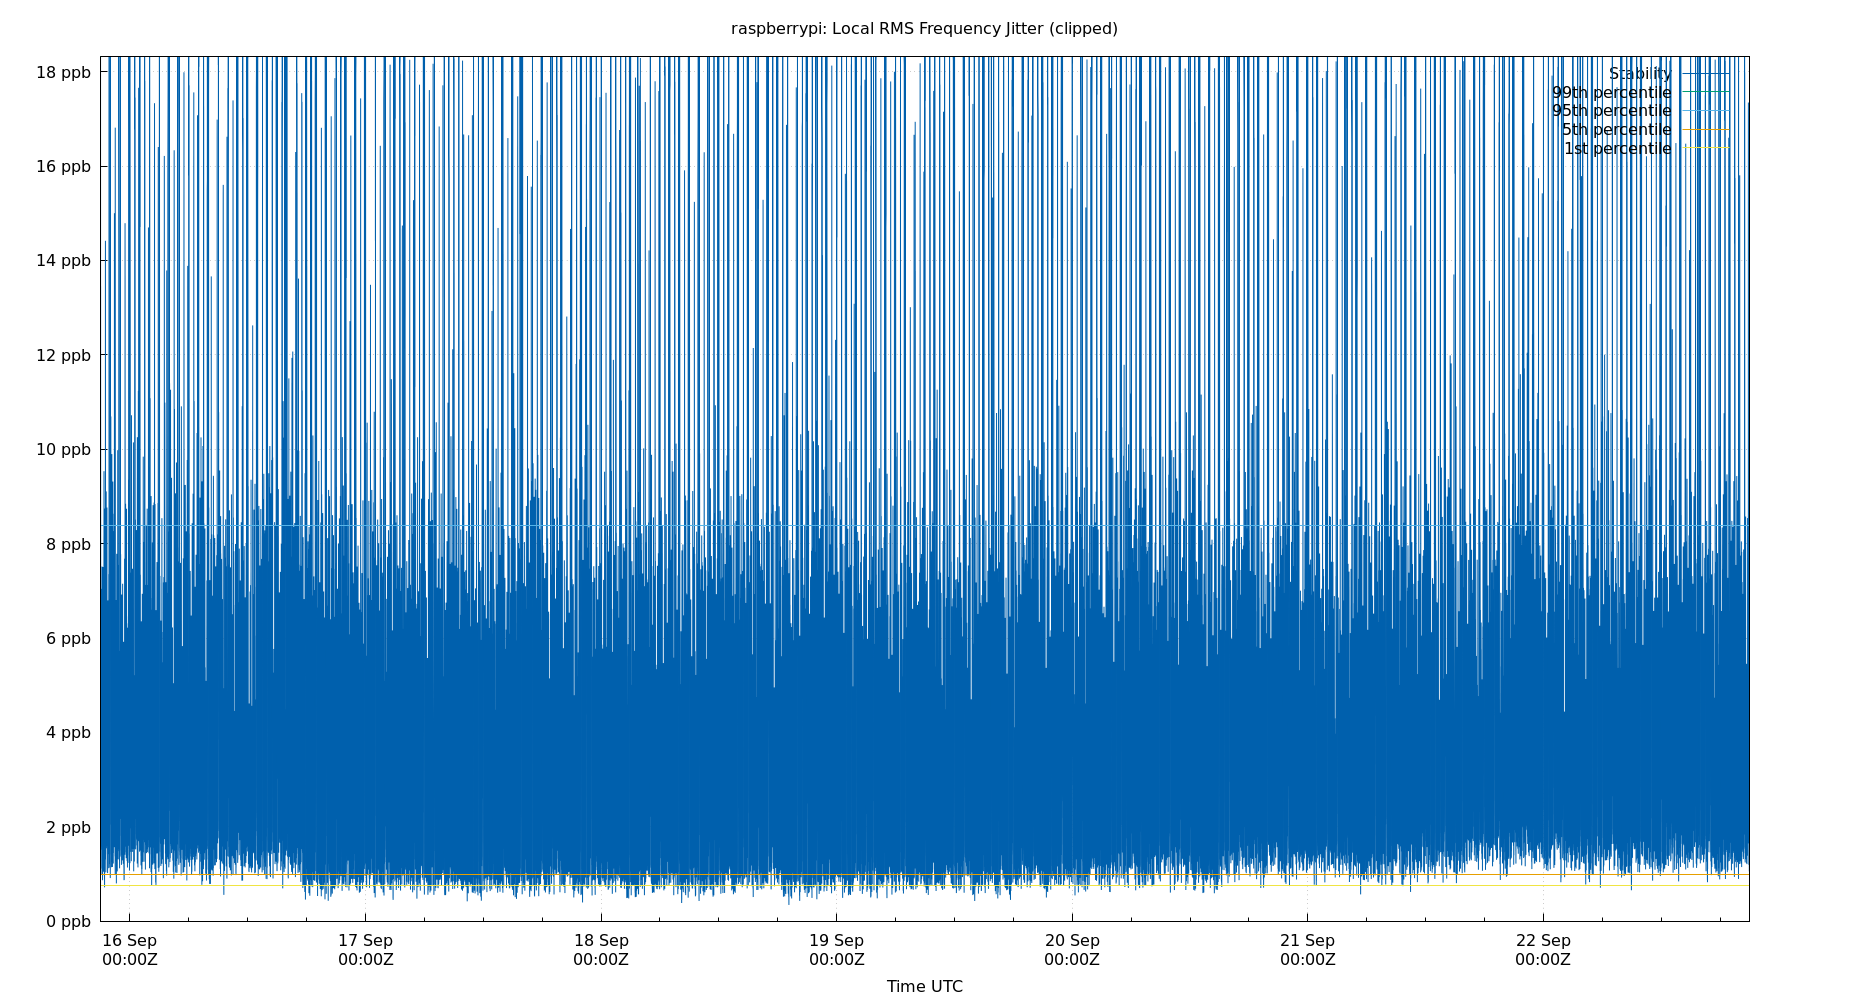 raspberrypi: Local RMS Frequency Jitter (clipped)
18 ppb
16 ppb
14 ppb
12 ppb
10 ppb
8 ppb
6 ppb
4 ppb
2 ppb
0 ppb
Stability
99th percentile
95th percentile
5th percentile
1st percentile
16 Sep
00:00Z
17 Sep
00:00Z
18 Sep
00:00Z
19 Sep
00:00Z
20 Sep
00:00Z
21 Sep
00:00Z
22 Sep
00:00Z
Time UTC